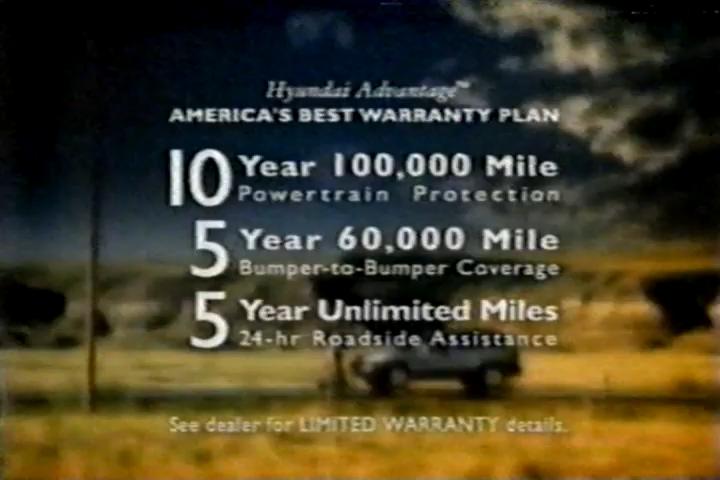 Hyundai Advantage™
AMERICA'S BEST WARRANTY PLAN
10 Year 100,000 Mile
Powertrain Protection
5 Year 60,000 Mile
Bumper-to-Bumper Coverage
5 Year Unlimited Miles
24-hr Roadside Assistance
See dealer for LIMITED WARRANTY details.